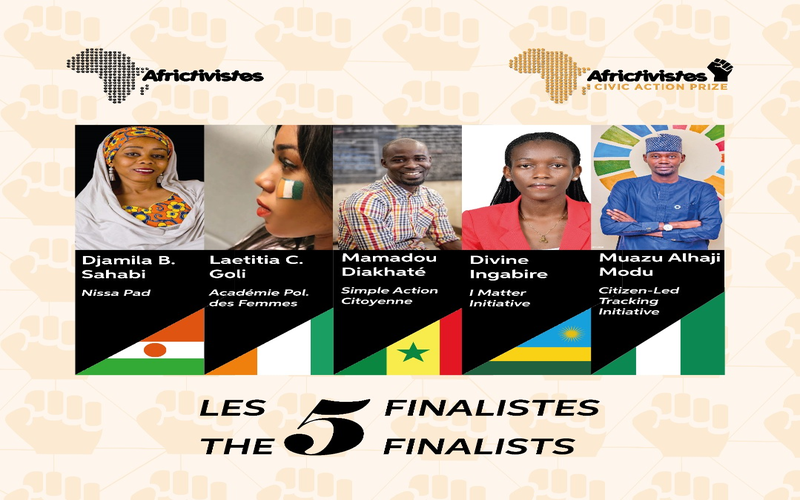 Africtivistes
Africtivistes
CIVIC ACTION PRIZE
Djamila B.
Sahabi
Nissa Pad
Laetitia C.
Goli
Académie Pol.
des Femmes
Mamadou
Diakhaté
Simple Action
Citoyenne
Divine
Ingabire
I Matter
Initiative
Muazu Alhaji
Modu
Citizen-Led
Tracking
Initiative
LES 5 FINALISTES
THE FINALISTS